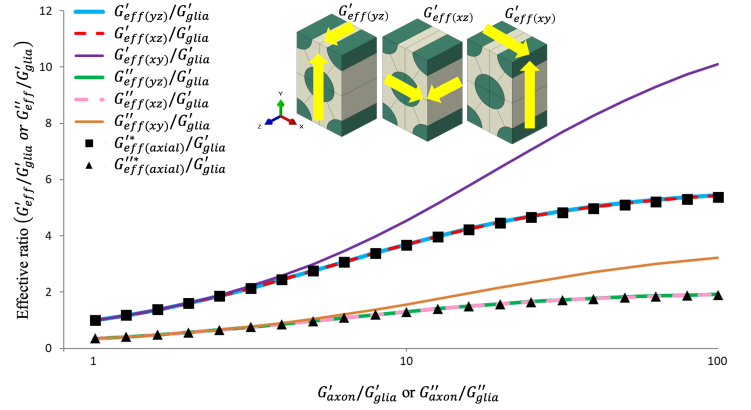 G'eff(yz)/G'glia
G'eff(xz)/G'glia
G'eff(xy)/G'glia
G''eff(yz)/G'glia
G''eff(xz)/G'glia
G''eff(xy)/G'glia
G'*eff(axial)/G'glia
G''*eff(axial)/G'glia
G'eff(yz) G'eff(xz) G'eff(xy)
Y
Z X
Effective ratio (G'eff/G'glia or G''eff/G'glia)
12
10
8
6
4
2
0
1 10 100
G'axon/G'glia or G''axon/G''glia